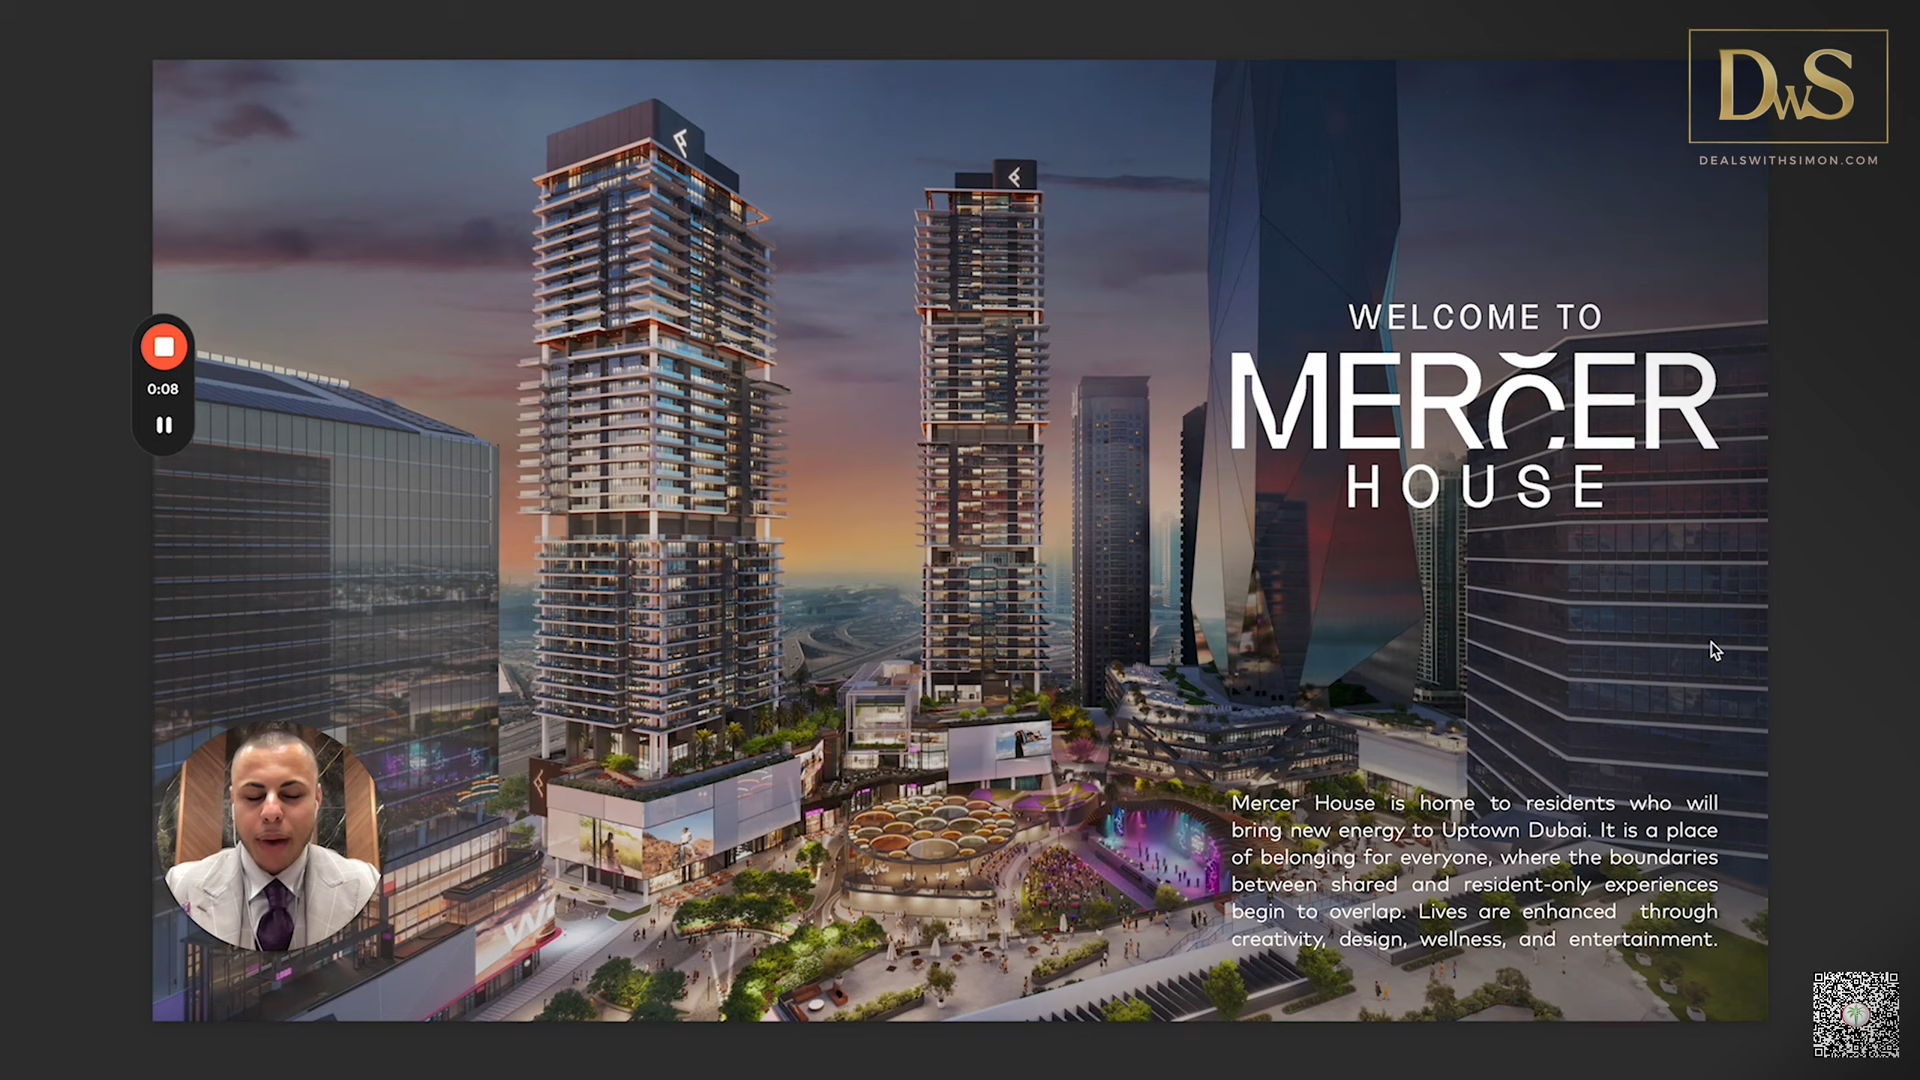 DWS
DEALSWITHSIMON.COM
WELCOME TO
MERCER
HOUSE
0:08
Mercer House is home to residents who will
bring new energy to Uptown Dubai. It is a place
of belonging for everyone, where the boundaries
between shared and resident-only experiences
begin to overlap. Lives are enhanced through
creativity, design, wellness, and entertainment.